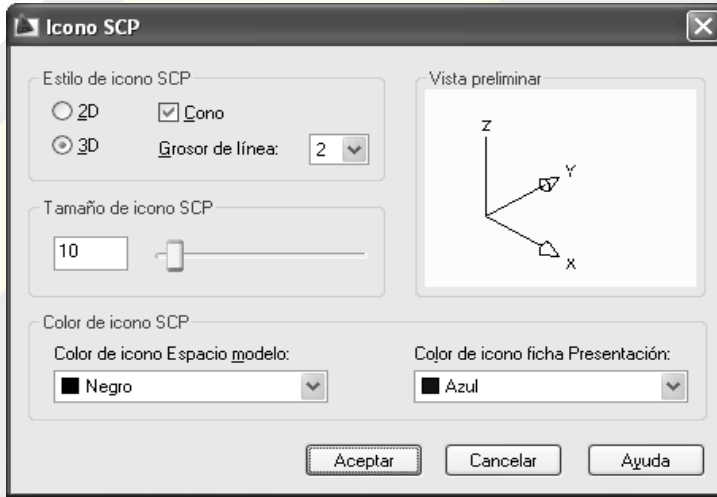 Icono SCP
Estilo de icono SCP
2D
Cono
3D
Grosor de línea:
2
Vista preliminar
Z
Y
X
Tamaño de icono SCP
10
Color de icono SCP
Color de icono Espacio modelo:
Negro
Color de icono ficha Presentación:
Azul
Aceptar
Cancelar
Ayuda